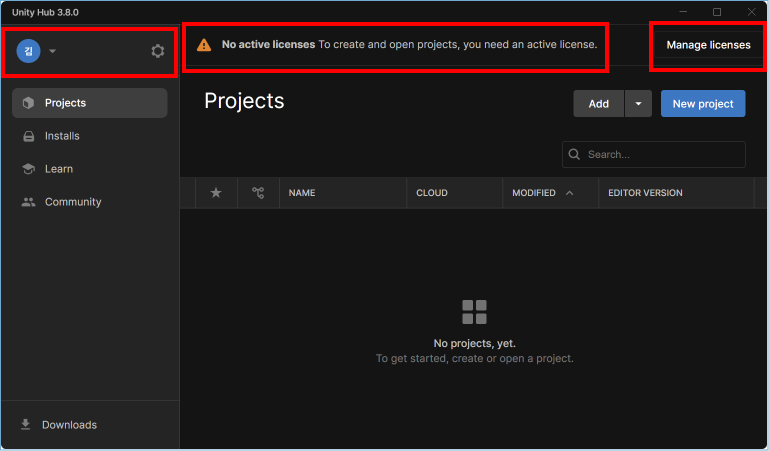 Unity Hub 3.8.0
김
No active licenses To create and open projects, you need an active license.
Manage licenses
Projects
Installs
Learn
Community
Downloads
Projects
Add
New project
Search...
NAME
CLOUD
MODIFIED
EDITOR VERSION
No projects, yet.
To get started, create or open a project.